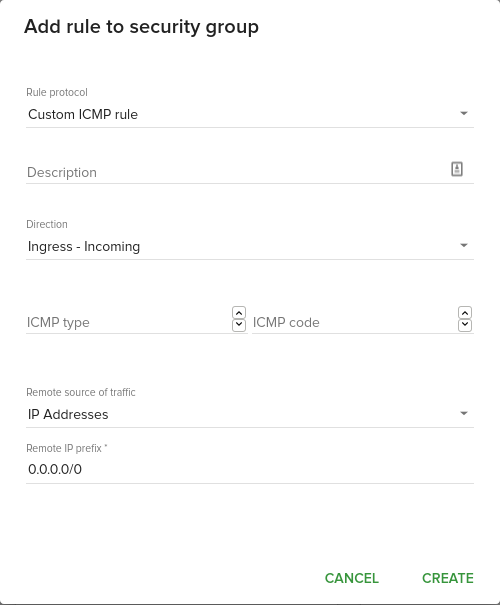 Add rule to security group
Rule protocol
Custom ICMP rule
Description
Direction
Ingress - Incoming
ICMP type ICMP code
Remote source of traffic
IP Addresses
Remote IP prefix *
0.0.0.0/0
CANCEL CREATE